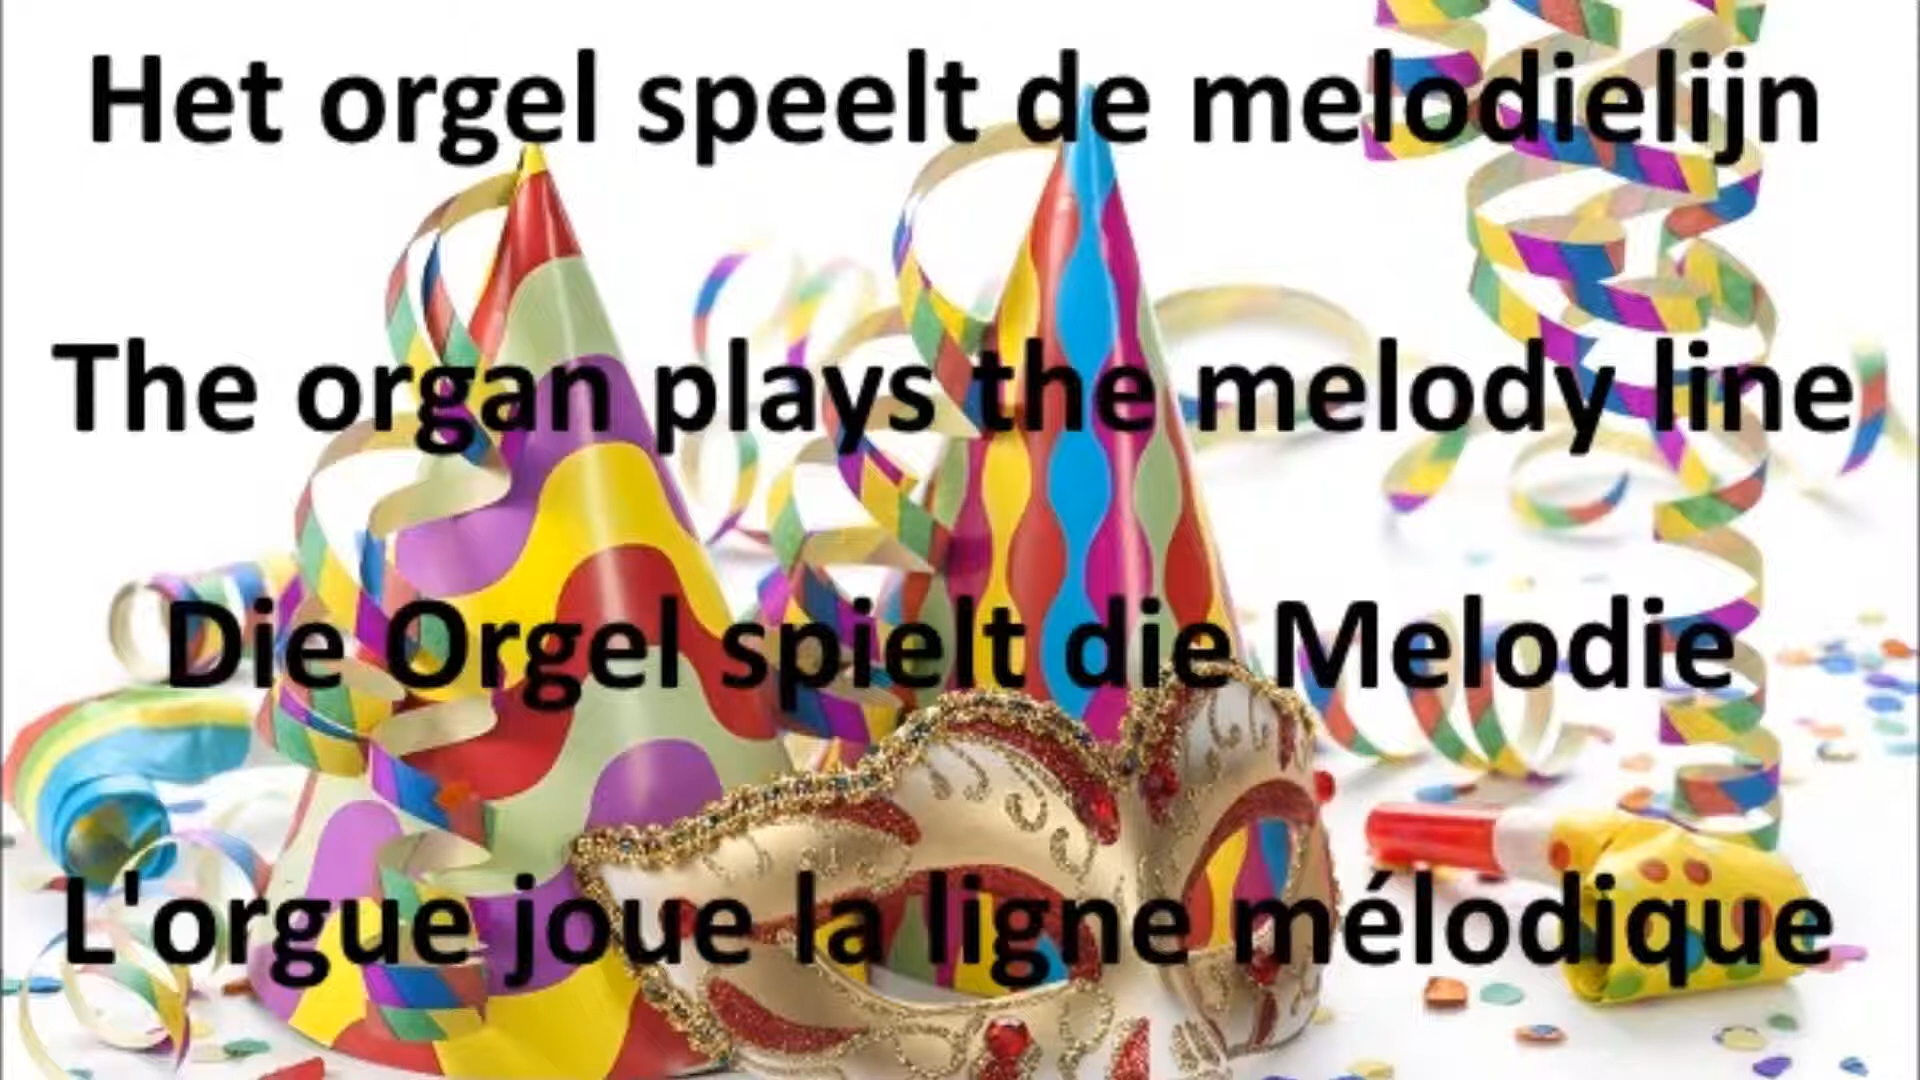 Het orgel speelt de melodielijn
The organ plays the melody line
Die Orgel spielt die Melodie
L'orgue joue la ligne mélodique